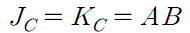 J_C = K_C = AB